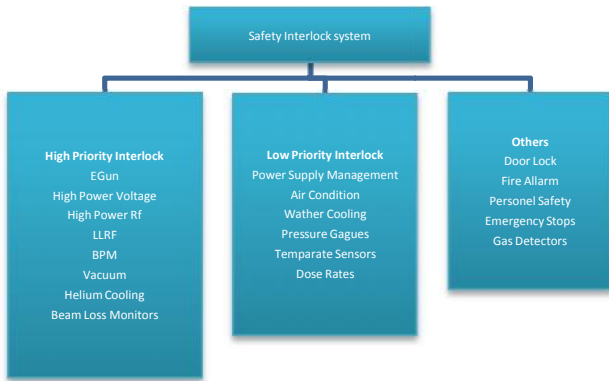 Safety Interlock system
High Priority Interlock
EGun
High Power Voltage
High Power Rf
LLRF
BPM
Vacuum
Helium Cooling
Beam Loss Monitors
Low Priority Interlock
Power Supply Management
Air Condition
Wather Cooling
Pressure Gagues
Temparate Sensors
Dose Rates
Others
Door Lock
Fire Allarm
Personel Safety
Emergency Stops
Gas Detectors